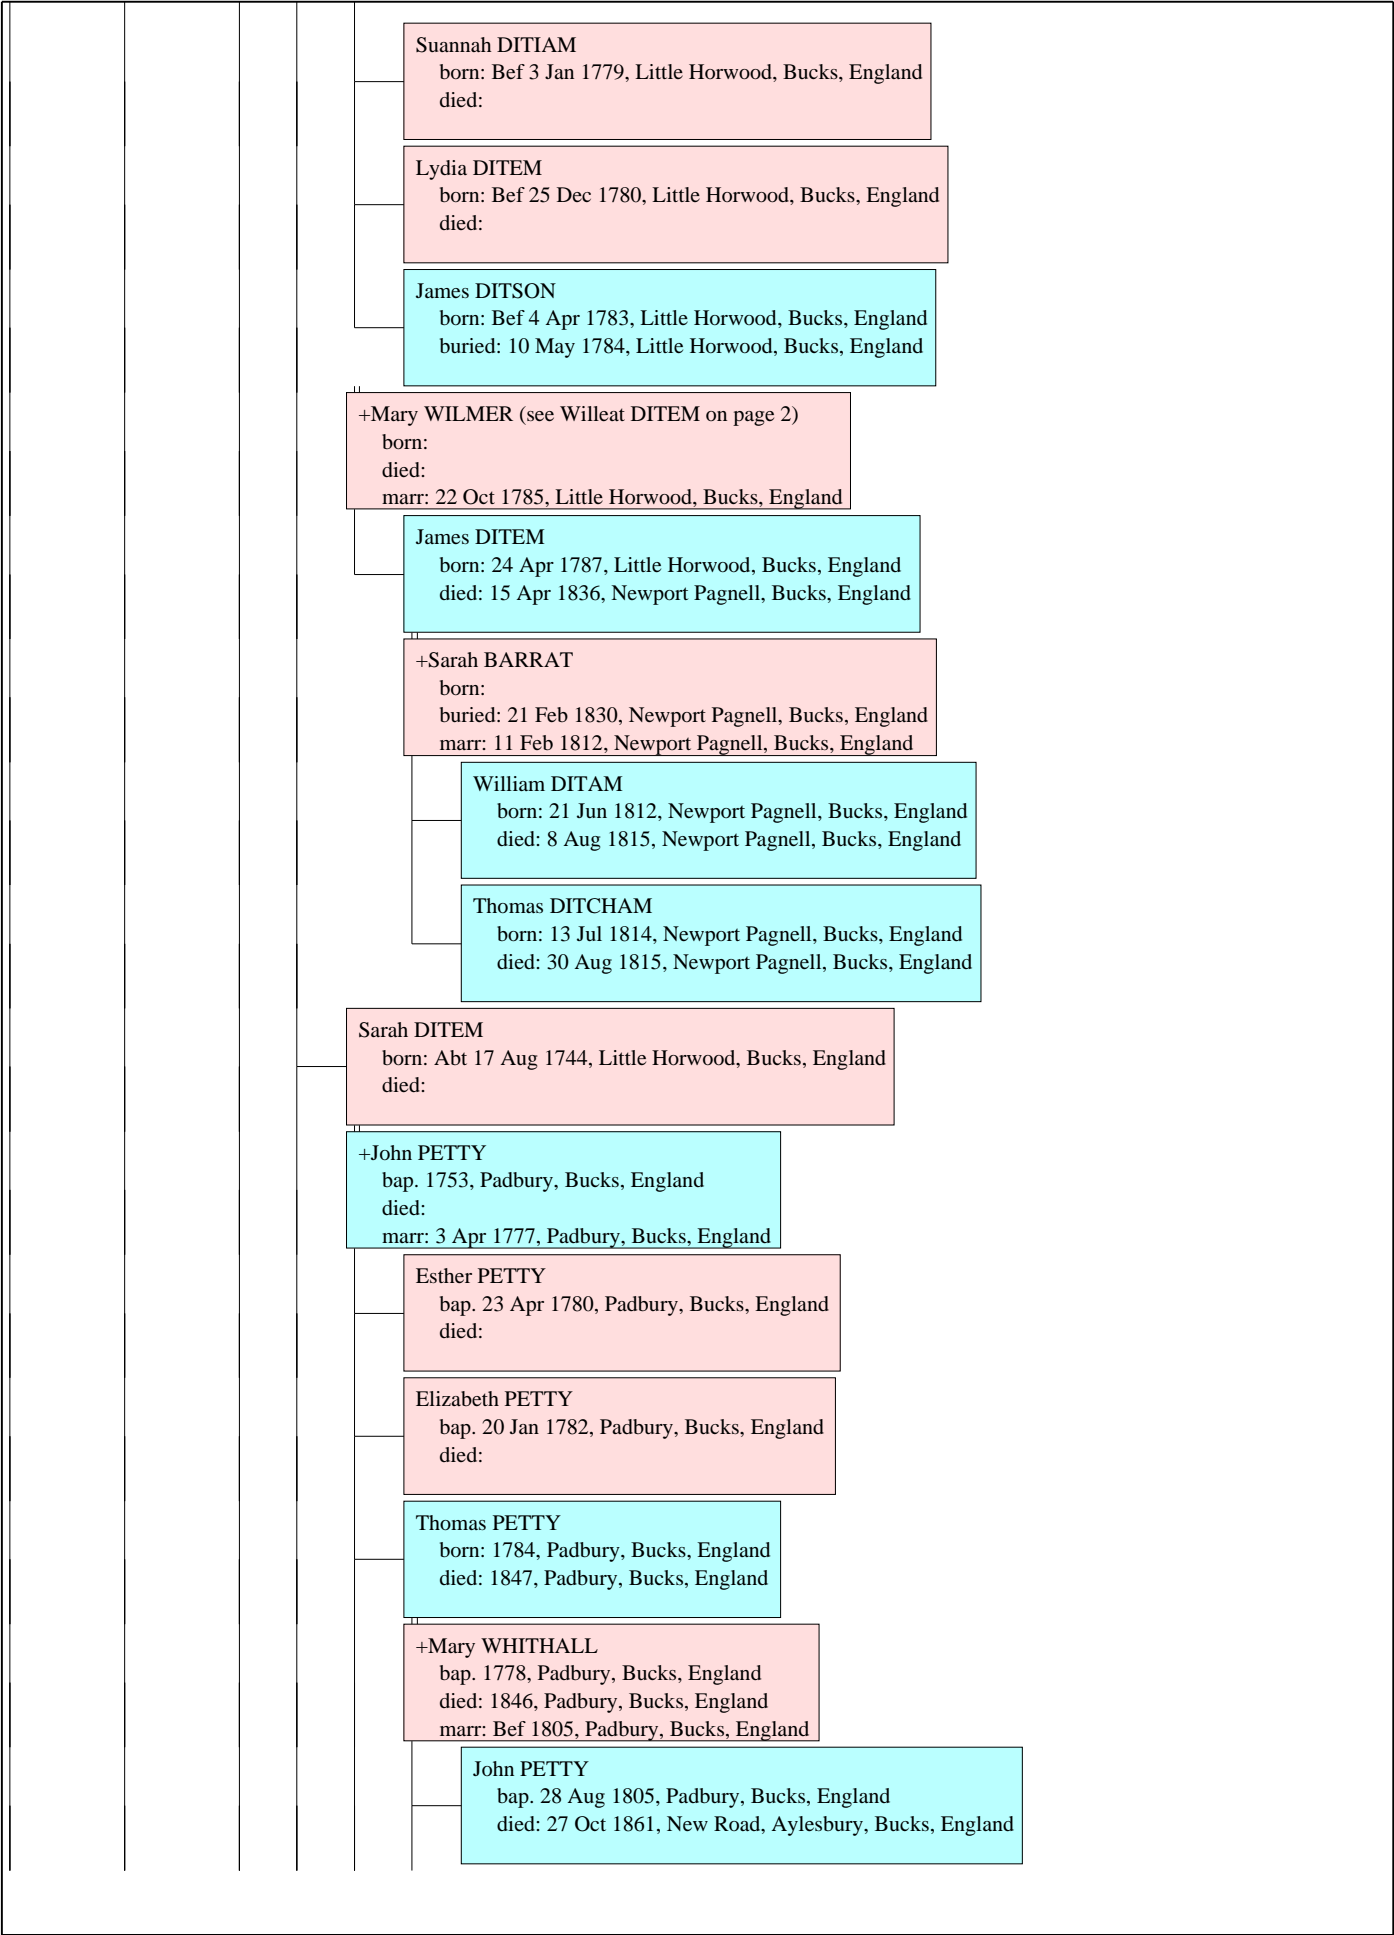 Suannah DITIAM
born: Bef 3 Jan 1779, Little Horwood, Bucks, England
died:
Lydia DITEM
born: Bef 25 Dec 1780, Little Horwood, Bucks, England
died:
James DITSON
born: Bef 4 Apr 1783, Little Horwood, Bucks, England
buried: 10 May 1784, Little Horwood, Bucks, England
+Mary WILMER (see Willeat DITEM on page 2)
born:
died:
marr: 22 Oct 1785, Little Horwood, Bucks, England
James DITEM
born: 24 Apr 1787, Little Horwood, Bucks, England
died: 15 Apr 1836, Newport Pagnell, Bucks, England
+Sarah BARRAT
born:
buried: 21 Feb 1830, Newport Pagnell, Bucks, England
marr: 11 Feb 1812, Newport Pagnell, Bucks, England
William DITAM
born: 21 Jun 1812, Newport Pagnell, Bucks, England
died: 8 Aug 1815, Newport Pagnell, Bucks, England
Thomas DITCHAM
born: 13 Jul 1814, Newport Pagnell, Bucks, England
died: 30 Aug 1815, Newport Pagnell, Bucks, England
Sarah DITEM
born: Abt 17 Aug 1744, Little Horwood, Bucks, England
died:
+John PETTY
bap. 1753, Padbury, Bucks, England
died:
marr: 3 Apr 1777, Padbury, Bucks, England
Esther PETTY
bap. 23 Apr 1780, Padbury, Bucks, England
died:
Elizabeth PETTY
bap. 20 Jan 1782, Padbury, Bucks, England
died:
Thomas PETTY
born: 1784, Padbury, Bucks, England
died: 1847, Padbury, Bucks, England
+Mary WHITHALL
bap. 1778, Padbury, Bucks, England
died: 1846, Padbury, Bucks, England
marr: Bef 1805, Padbury, Bucks, England
John PETTY
bap. 28 Aug 1805, Padbury, Bucks, England
died: 27 Oct 1861, New Road, Aylesbury, Bucks, England